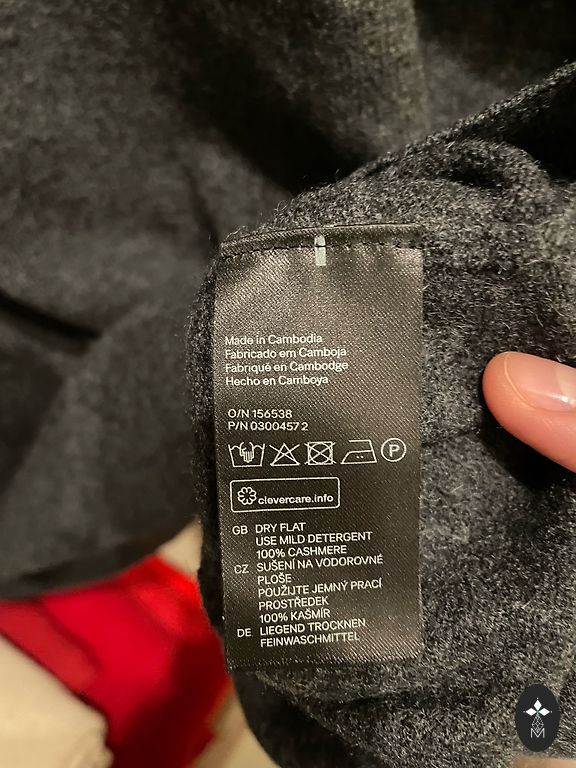 Made in Cambodia
Fabricado em Camboja
Fabriqué en Cambodge
Hecho en Camboya
O/N 156538
P/N 0300457 2
P
clevercare.info
GB DRY FLAT
USE MILD DETERGENT
100% CASHMERE
CZ SUŠENÍ NA VODOROVNÉ
PLOŠE
POUŽIJTE JEMNÝ PRACÍ
PROSTŘEDEK
100% KAŠMÍR
DE LIEGEND TROCKNEN
FEINWASCHMITTEL
M